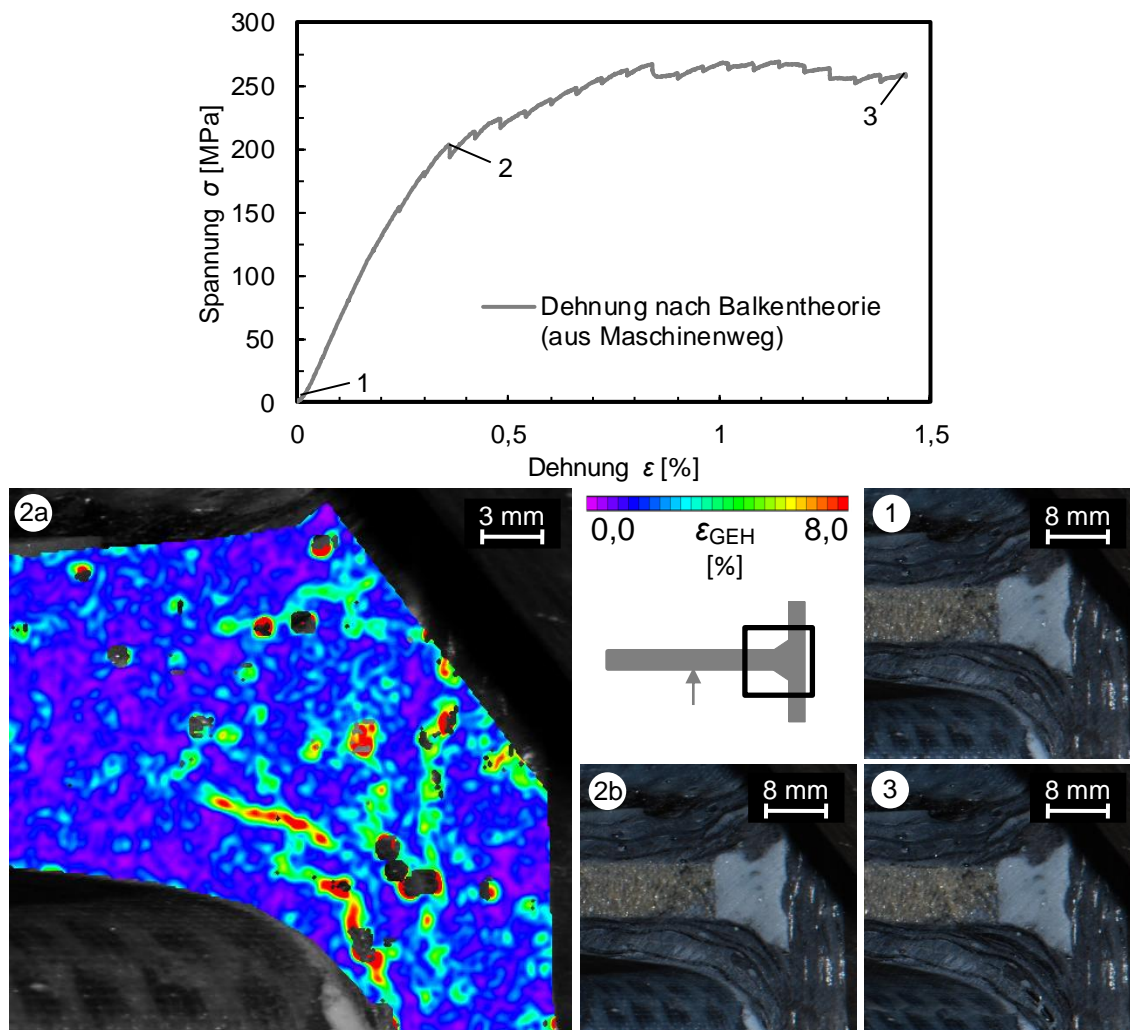 300
250
200
150
100
50
0
Spannung σ [MPa]
1
2
3
Dehnung nach Balkentheorie
(aus Maschinenweg)
0
0,5
1
1,5
Dehnung ε [%]
2a
3 mm
0,0
εGEH
8,0
[%]
1
8 mm
2b
8 mm
3
8 mm